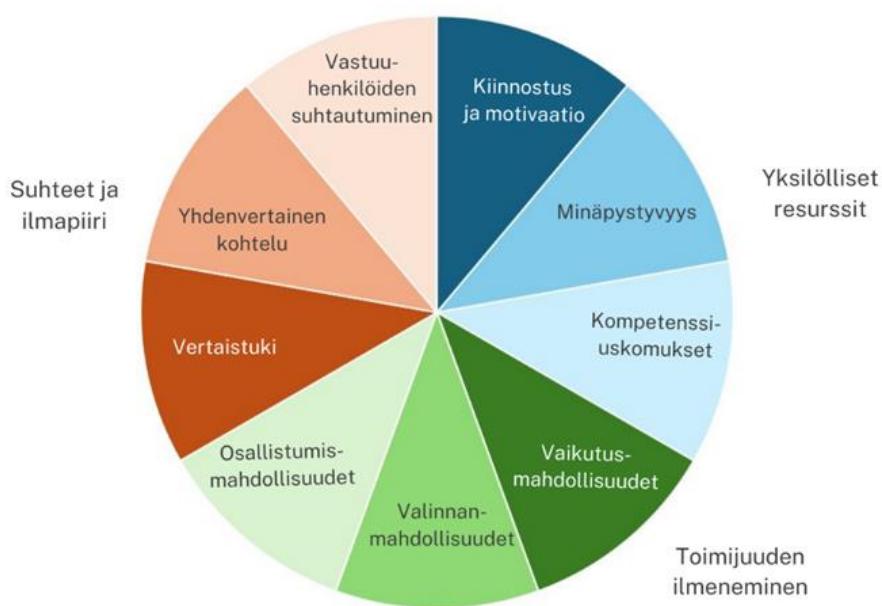 Vastuu-
henkilöiden
suhtautuminen
Kiinnostus
ja motivaatio
Suhteet ja
ilmapiiri
Yksilölliset
resurssit
Yhdenvertainen
kohtelu
Minäpystyvyys
Vertaistuki
Kompetenssi-
uskomukset
Osallistumis-
mahdollisuudet
Vaikutus-
mahdollisuudet
Valinnan-
mahdollisuudet
Toimijuuden
ilmeneminen